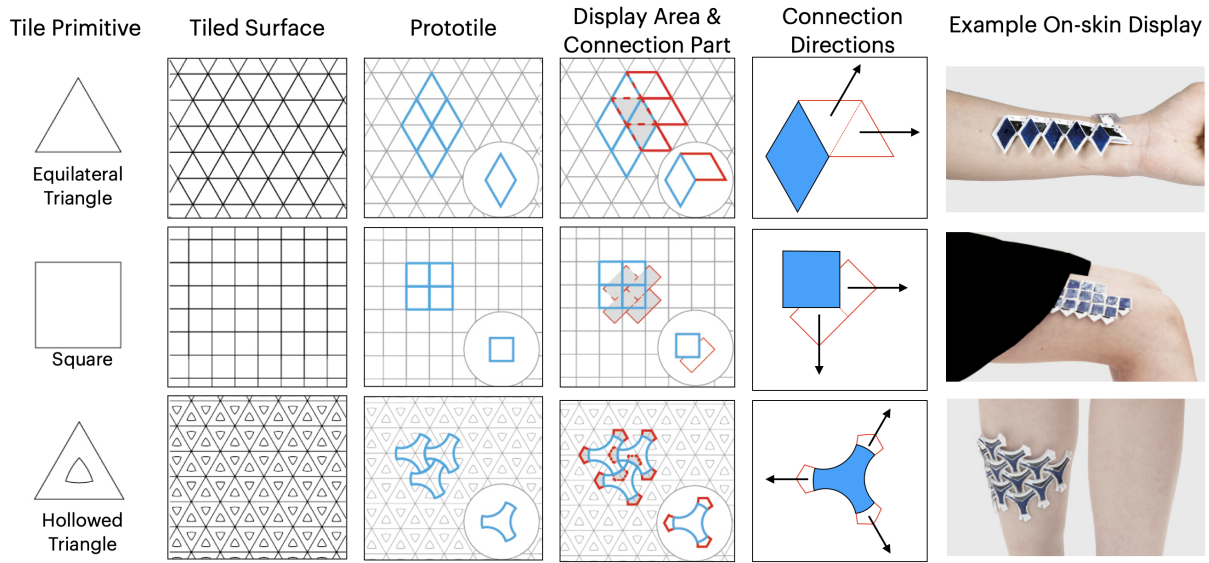 Tile Primitive
Tiled Surface
Prototile
Display Area &
Connection Part
Connection
Directions
Example On-skin Display
Equilateral
Triangle
Square
Hollowed
Triangle